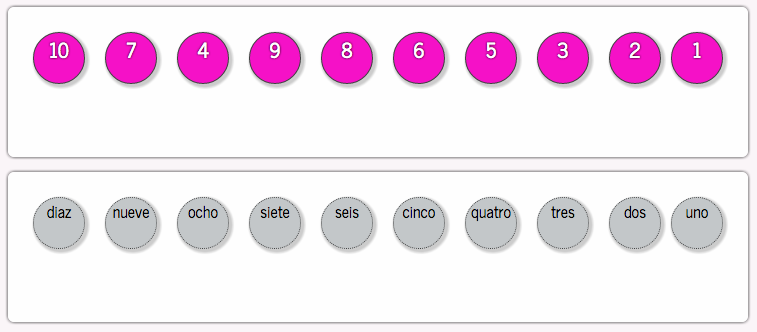 10 7 4 9 8 6 5 3 2 1
diaz nueve ocho siete seis cinco quatro tres dos uno